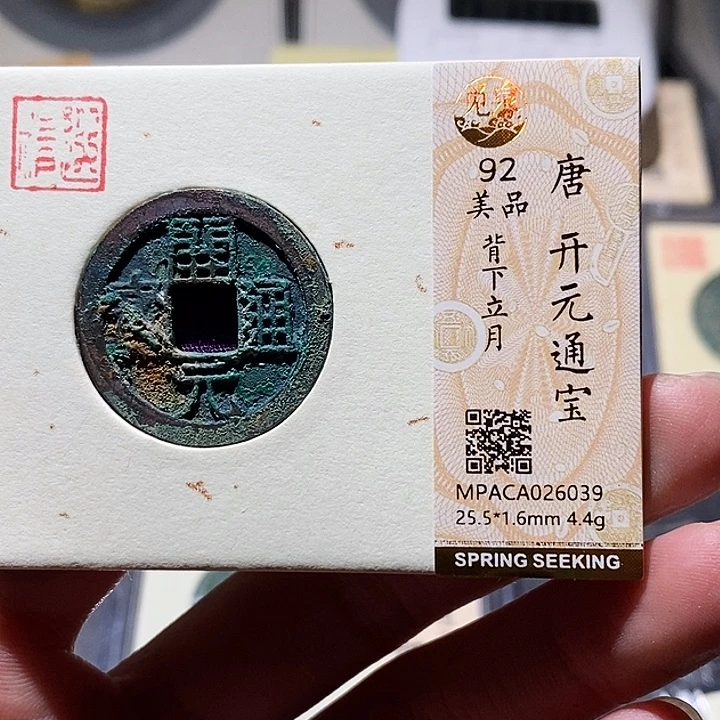 唐 开元通宝
92
美品
背下立月
MPACA026039
25.5*1.6mm 4.4g
SPRING SEEKING
開
元
通